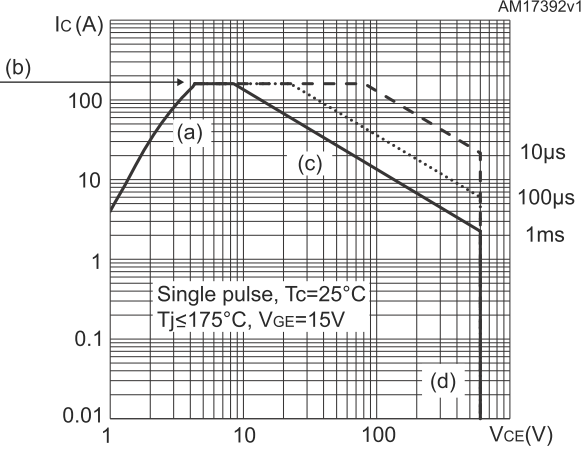 AM17392v1
IC (A)
(b)
100
(a)
(c)
10μs
10
100μs
1ms
1
Single pulse, Tc=25°C
Tj≤175°C, VGE=15V
0.1
(d)
0.01
1
10
100
VCE(V)